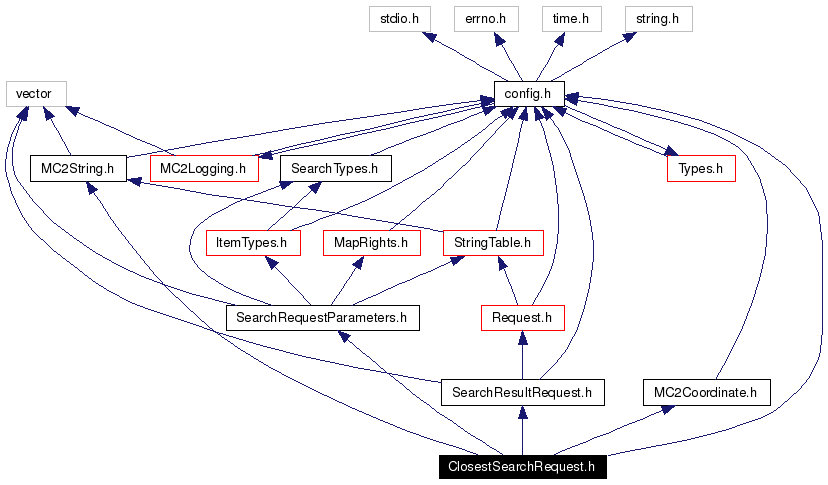 stdio.h
errno.h
time.h
string.h
vector
config.h
MC2String.h
MC2Logging.h
SearchTypes.h
Types.h
ItemTypes.h
MapRights.h
StringTable.h
SearchRequestParameters.h
Request.h
SearchResultRequest.h
MC2Coordinate.h
ClosestSearchRequest.h